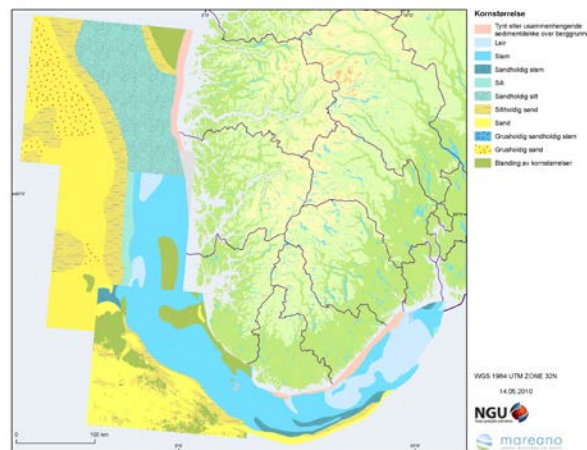 Kornstørrelse
Tynt eller usammenhengende
sedimentdekke over berggrunn
Leir
Slam
Sandholdig slam
Silt
Sandholdig silt
Siltholdig sand
Sand
Grusholdig sandholdig slam
Grusholdig sand
Blanding av kornstørrelser
WGS 1984 UTM ZONE 32N
14.05.2010
NGU
mareano
0
100 km